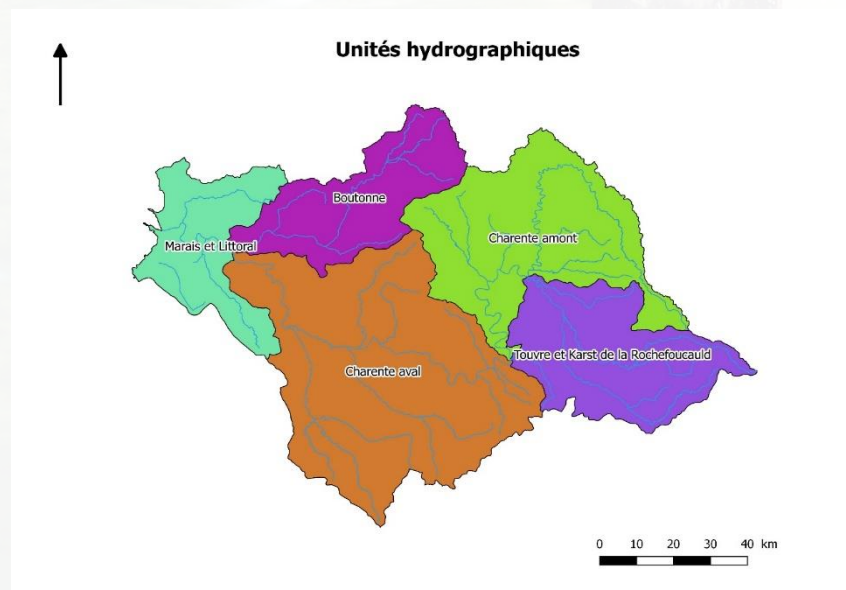 Unités hydrographiques
Boutonne
Marais et Littoral
Charente amont
Touvre et Karst de la Rochefoucauld
Charente aval
0 10 20 30 40 km